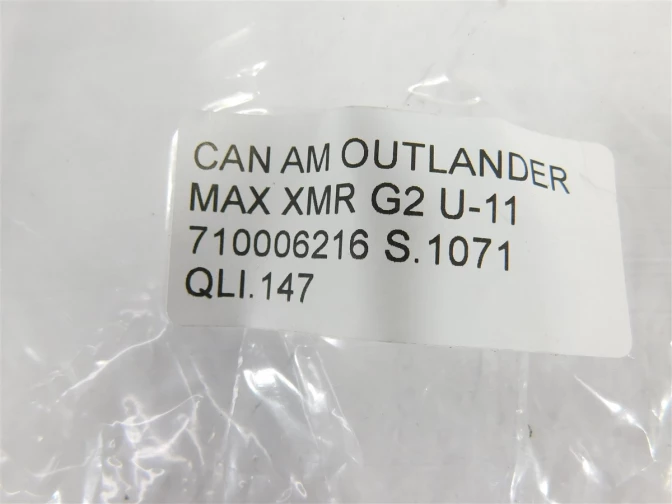 CAN AM OUTLANDER
MAX XMR G2 U-11
710006216 S.1071
QLI.147